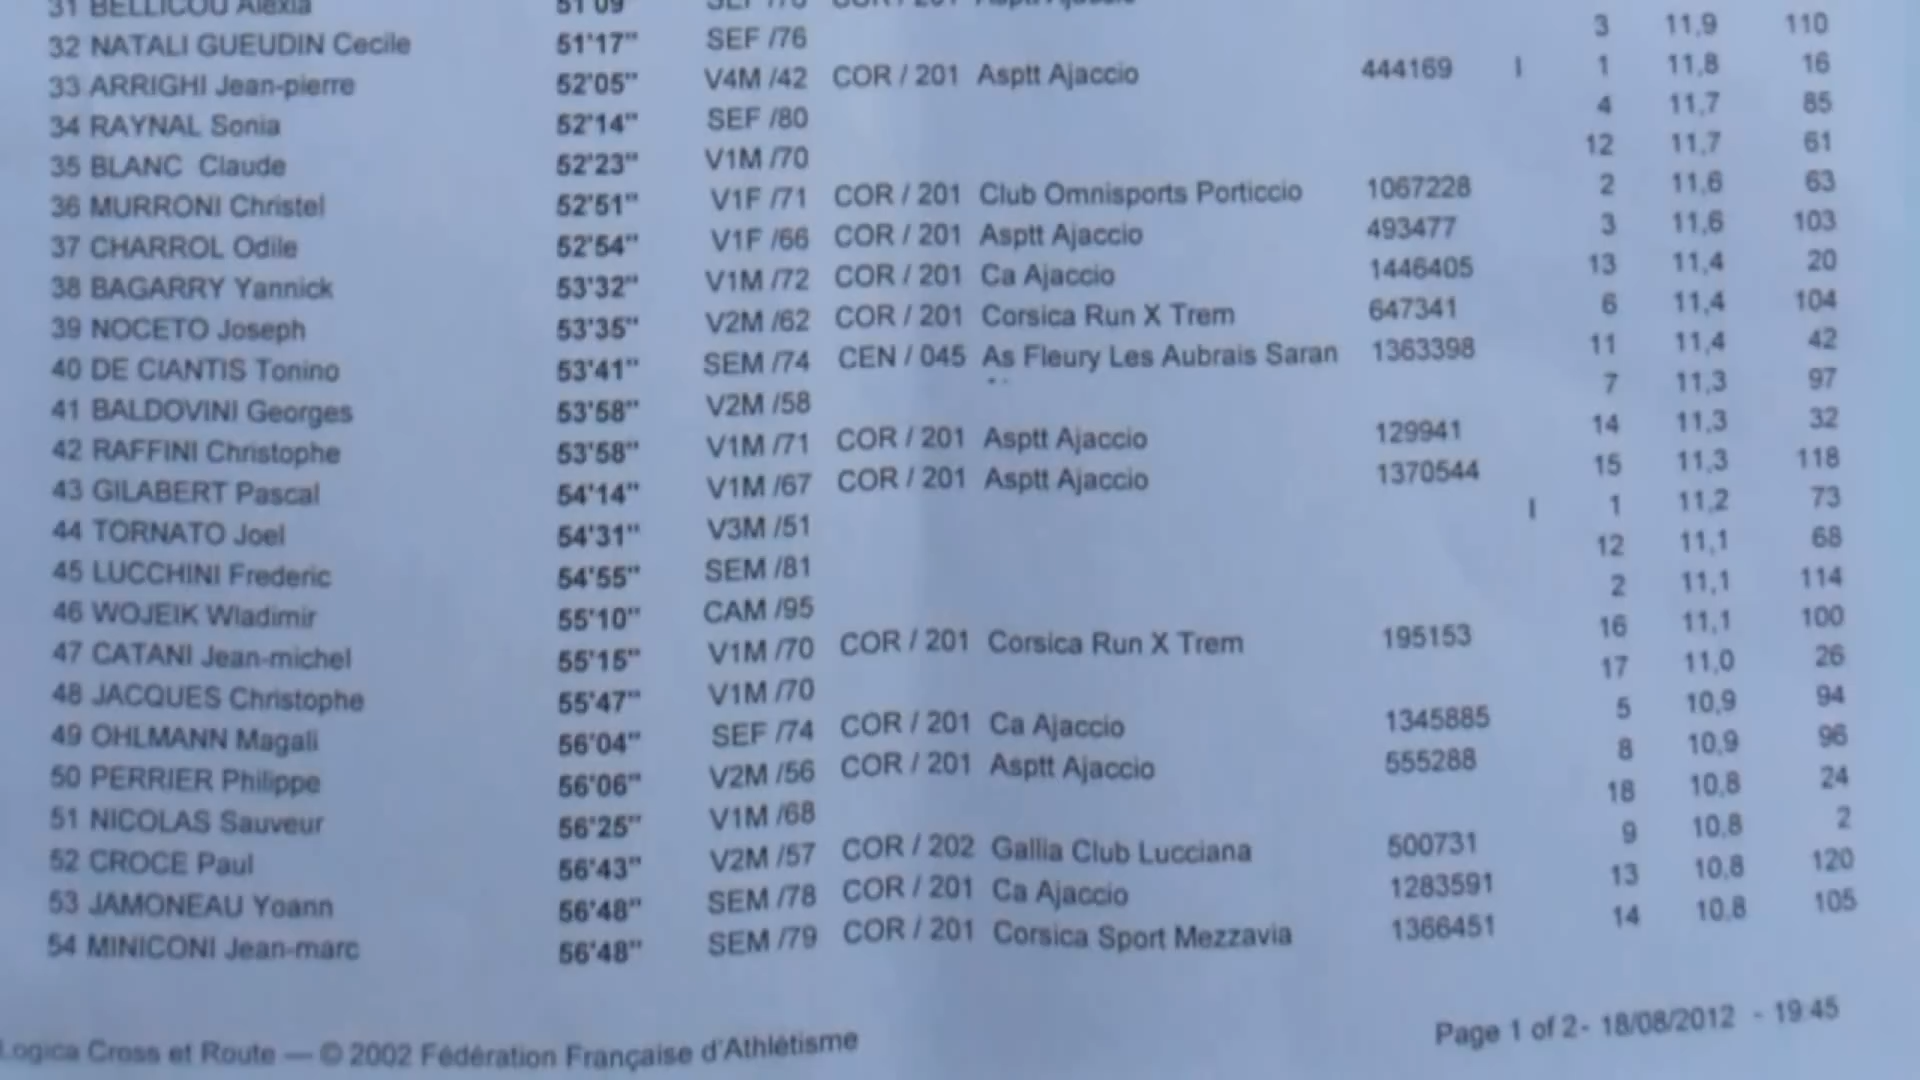 31 BELLICOU Alexia 51'09"
32 NATALI GUEUDIN Cecile 51'17" SEF /76 3 11,9 110
33 ARRIGHI Jean-pierre 52'05" V4M /42 COR / 201 Asptt Ajaccio 444169 I 1 11,8 16
34 RAYNAL Sonia 52'14" SEF /80 4 11,7 85
35 BLANC Claude 52'23" V1M /70 12 11,7 61
36 MURRONI Christel 52'51" V1F /71 COR / 201 Club Omnisports Porticcio 1067228 2 11,6 63
37 CHARROL Odile 52'54" V1F /66 COR / 201 Asptt Ajaccio 493477 3 11,6 103
38 BAGARRY Yannick 53'32" V1M /72 COR / 201 Ca Ajaccio 1446405 13 11,4 20
39 NOCETO Joseph 53'35" V2M /62 COR / 201 Corsica Run X Trem 647341 6 11,4 104
40 DE CIANTIS Tonino 53'41" SEM /74 CEN / 045 As Fleury Les Aubrais Saran 1363398 11 11,4 42
41 BALDOVINI Georges 53'58" V2M /58 7 11,3 97
42 RAFFINI Christophe 53'58" V1M /71 COR / 201 Asptt Ajaccio 129941 14 11,3 32
43 GILABERT Pascal 54'14" V1M /67 COR / 201 Asptt Ajaccio 1370544 15 11,3 118
44 TORNATO Joel 54'31" V3M /51 I 1 11,2 73
45 LUCCHINI Frederic 54'55" SEM /81 12 11,1 68
46 WOJEIK Wladimir 55'10" CAM /95 2 11,1 114
47 CATANI Jean-michel 55'15" V1M /70 COR / 201 Corsica Run X Trem 195153 16 11,1 100
48 JACQUES Christophe 55'47" V1M /70 17 11,0 26
49 OHLMANN Magali 56'04" SEF /74 COR / 201 Ca Ajaccio 1345885 5 10,9 94
50 PERRIER Philippe 56'06" V2M /56 COR / 201 Asptt Ajaccio 555288 8 10,9 96
51 NICOLAS Sauveur 56'25" V1M /68 18 10,8 24
52 CROCE Paul 56'43" V2M /57 COR / 202 Gallia Club Lucciana 500731 9 10,8 2
53 JAMONEAU Yoann 56'48" SEM /78 COR / 201 Ca Ajaccio 1283591 13 10,8 120
54 MINICONI Jean-marc 56'48" SEM /79 COR / 201 Corsica Sport Mezzavia 1366451 14 10,8 105
Logica Cross et Route — © 2002 Fédération Française d'Athlétisme
Page 1 of 2- 18/08/2012 - 19:45